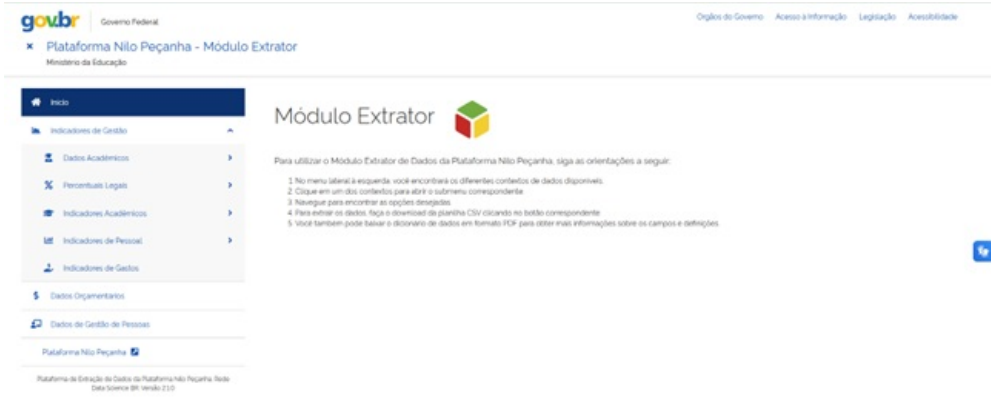 gov.br Governo Federal
Órgãos do Governo Acesso à Informação Legislação Acessibilidade
× Plataforma Nilo Peçanha - Módulo Extrator
Ministério da Educação
Início
Indicadores de Gestão
Dados Acadêmicos
Percentuais Legais
Indicadores Acadêmicos
Indicadores de Pessoal
Indicadores de Gastos
Dados Orçamentários
Dados de Gestão de Pessoas
Plataforma Nilo Peçanha
Plataforma de Extração de Dados da Plataforma Nilo Peçanha. Rede
Data Science BR. Versão 2.1.0
Módulo Extrator
Para utilizar o Módulo Extrator de Dados da Plataforma Nilo Peçanha, siga as orientações a seguir:
1. No menu lateral à esquerda, você encontrará os diferentes contextos de dados disponíveis.
2. Clique em um dos contextos para abrir o submenu correspondente
3. Navegue para encontrar as opções desejadas
4. Para extrair os dados, faça o download da planilha CSV clicando no botão correspondente
5. Você também pode baixar o dicionário de dados em formato PDF para obter mais informações sobre os campos e definições